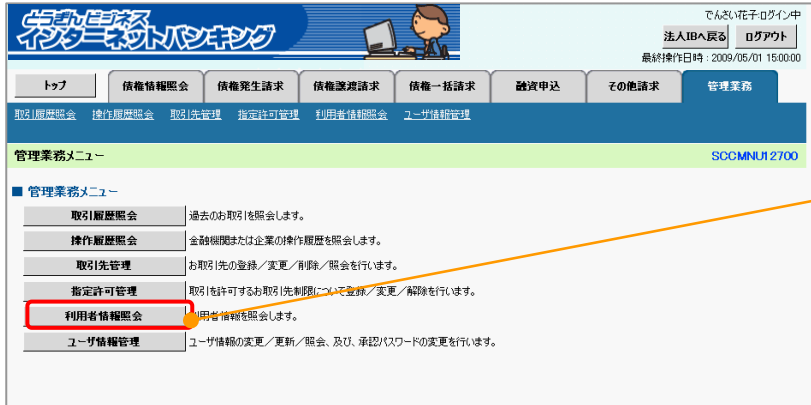 とちぎんビジネス
インターネットバンキング
でんさい花子:ログイン中
法人IBへ戻る ログアウト
最終操作日時：2009/05/01 15:00:00
トップ 債権情報照会 債権発生請求 債権譲渡請求 債権一括請求 融資申込 その他請求 管理業務
取引履歴照会 操作履歴照会 取引先管理 指定許可管理 利用者情報照会 ユーザ情報管理
管理業務メニュー SCCMNU12700
■ 管理業務メニュー
取引履歴照会 過去のお取引を照会します。
操作履歴照会 金融機関または企業の操作履歴を照会します。
取引先管理 お取引先の登録／変更／削除／照会を行います。
指定許可管理 取引を許可するお取引先制限について登録／変更／解除を行います。
利用者情報照会 利用者情報を照会します。
ユーザ情報管理 ユーザ情報の変更／更新／照会、及び、承認パスワードの変更を行います。